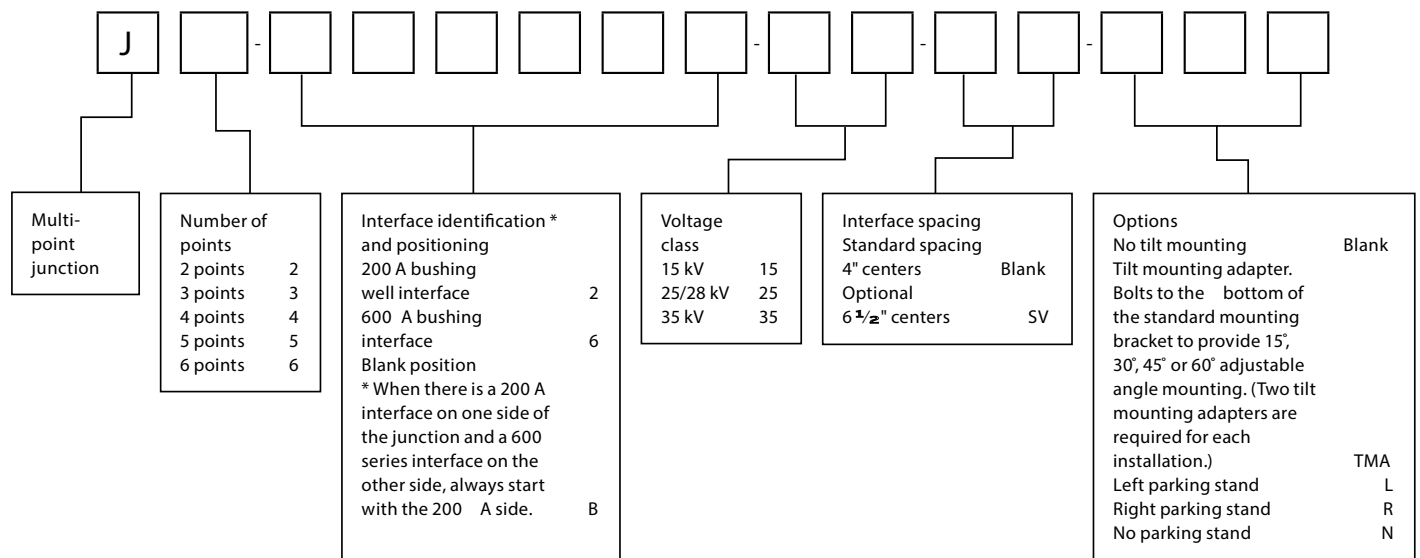 J - - - -
Multi-
point
junction
Number of
points
2 points 2
3 points 3
4 points 4
5 points 5
6 points 6
Interface identification *
and positioning
200 A bushing
well interface 2
600 A bushing
interface 6
Blank position
* When there is a 200 A
interface on one side of
the junction and a 600
series interface on the
other side, always start
with the 200 A side. B
Voltage
class
15 kV 15
25/28 kV 25
35 kV 35
Interface spacing
Standard spacing
4" centers Blank
Optional
6 1/2" centers SV
Options
No tilt mounting Blank
Tilt mounting adapter.
Bolts to the bottom of
the standard mounting
bracket to provide 15°,
30°, 45° or 60° adjustable
angle mounting. (Two tilt
mounting adapters are
required for each
installation.) TMA
Left parking stand L
Right parking stand R
No parking stand N